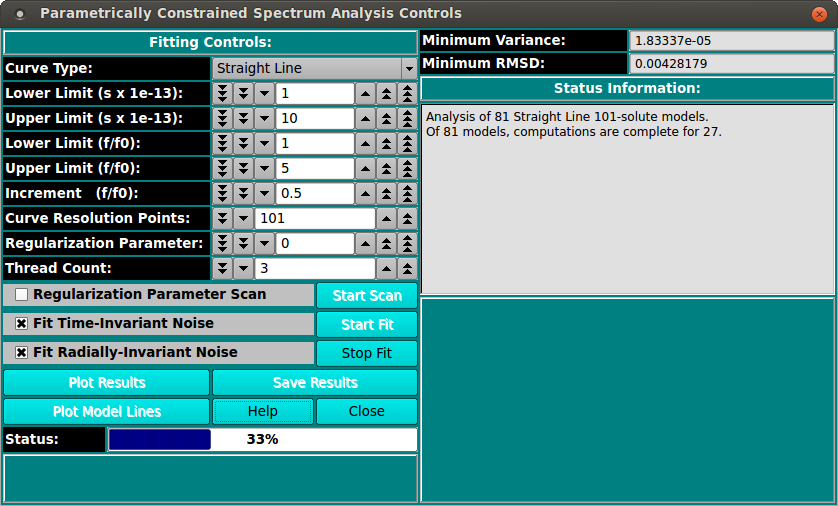 Parametrically Constrained Spectrum Analysis Controls
Fitting Controls:
Curve Type: Straight Line
Lower Limit (s x 1e-13): 1
Upper Limit (s x 1e-13): 10
Lower Limit (f/f0): 1
Upper Limit (f/f0): 5
Increment (f/f0): 0.5
Curve Resolution Points: 101
Regularization Parameter: 0
Thread Count: 3
Regularization Parameter Scan Start Scan
Fit Time-Invariant Noise Start Fit
Fit Radially-Invariant Noise Stop Fit
Plot Results Save Results
Plot Model Lines Help Close
Status: 33%
Minimum Variance: 1.83337e-05
Minimum RMSD: 0.00428179
Status Information:
Analysis of 81 Straight Line 101-solute models.
Of 81 models, computations are complete for 27.